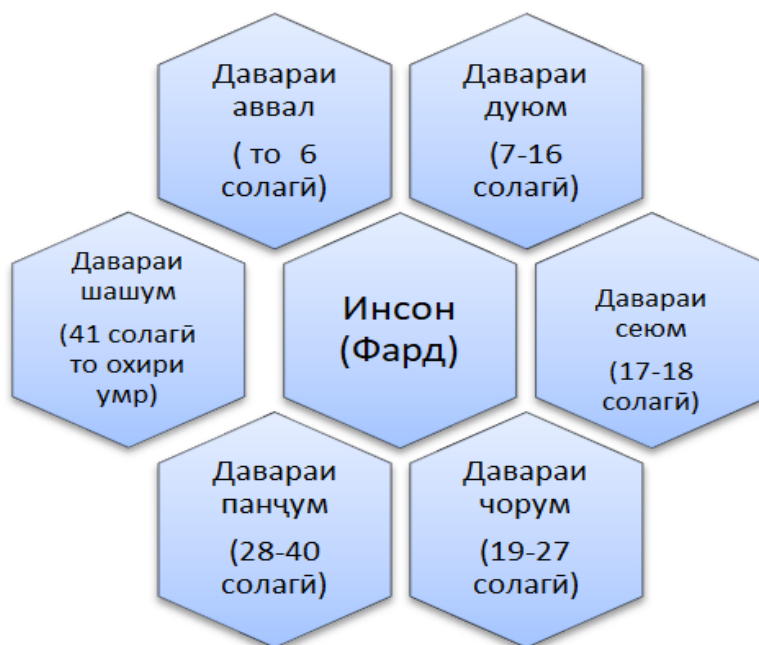 Давараи
аввал
( то 6
солагӣ)
Давараи
дуюм
(7-16
солагӣ)
Давараи
шашум
(41 солагӣ
то охири
умр)
Инсон
(Фард)
Давараи
сеюм
(17-18
солагӣ)
Давараи
панҷум
(28-40
солагӣ)
Давараи
чорум
(19-27
солагӣ)